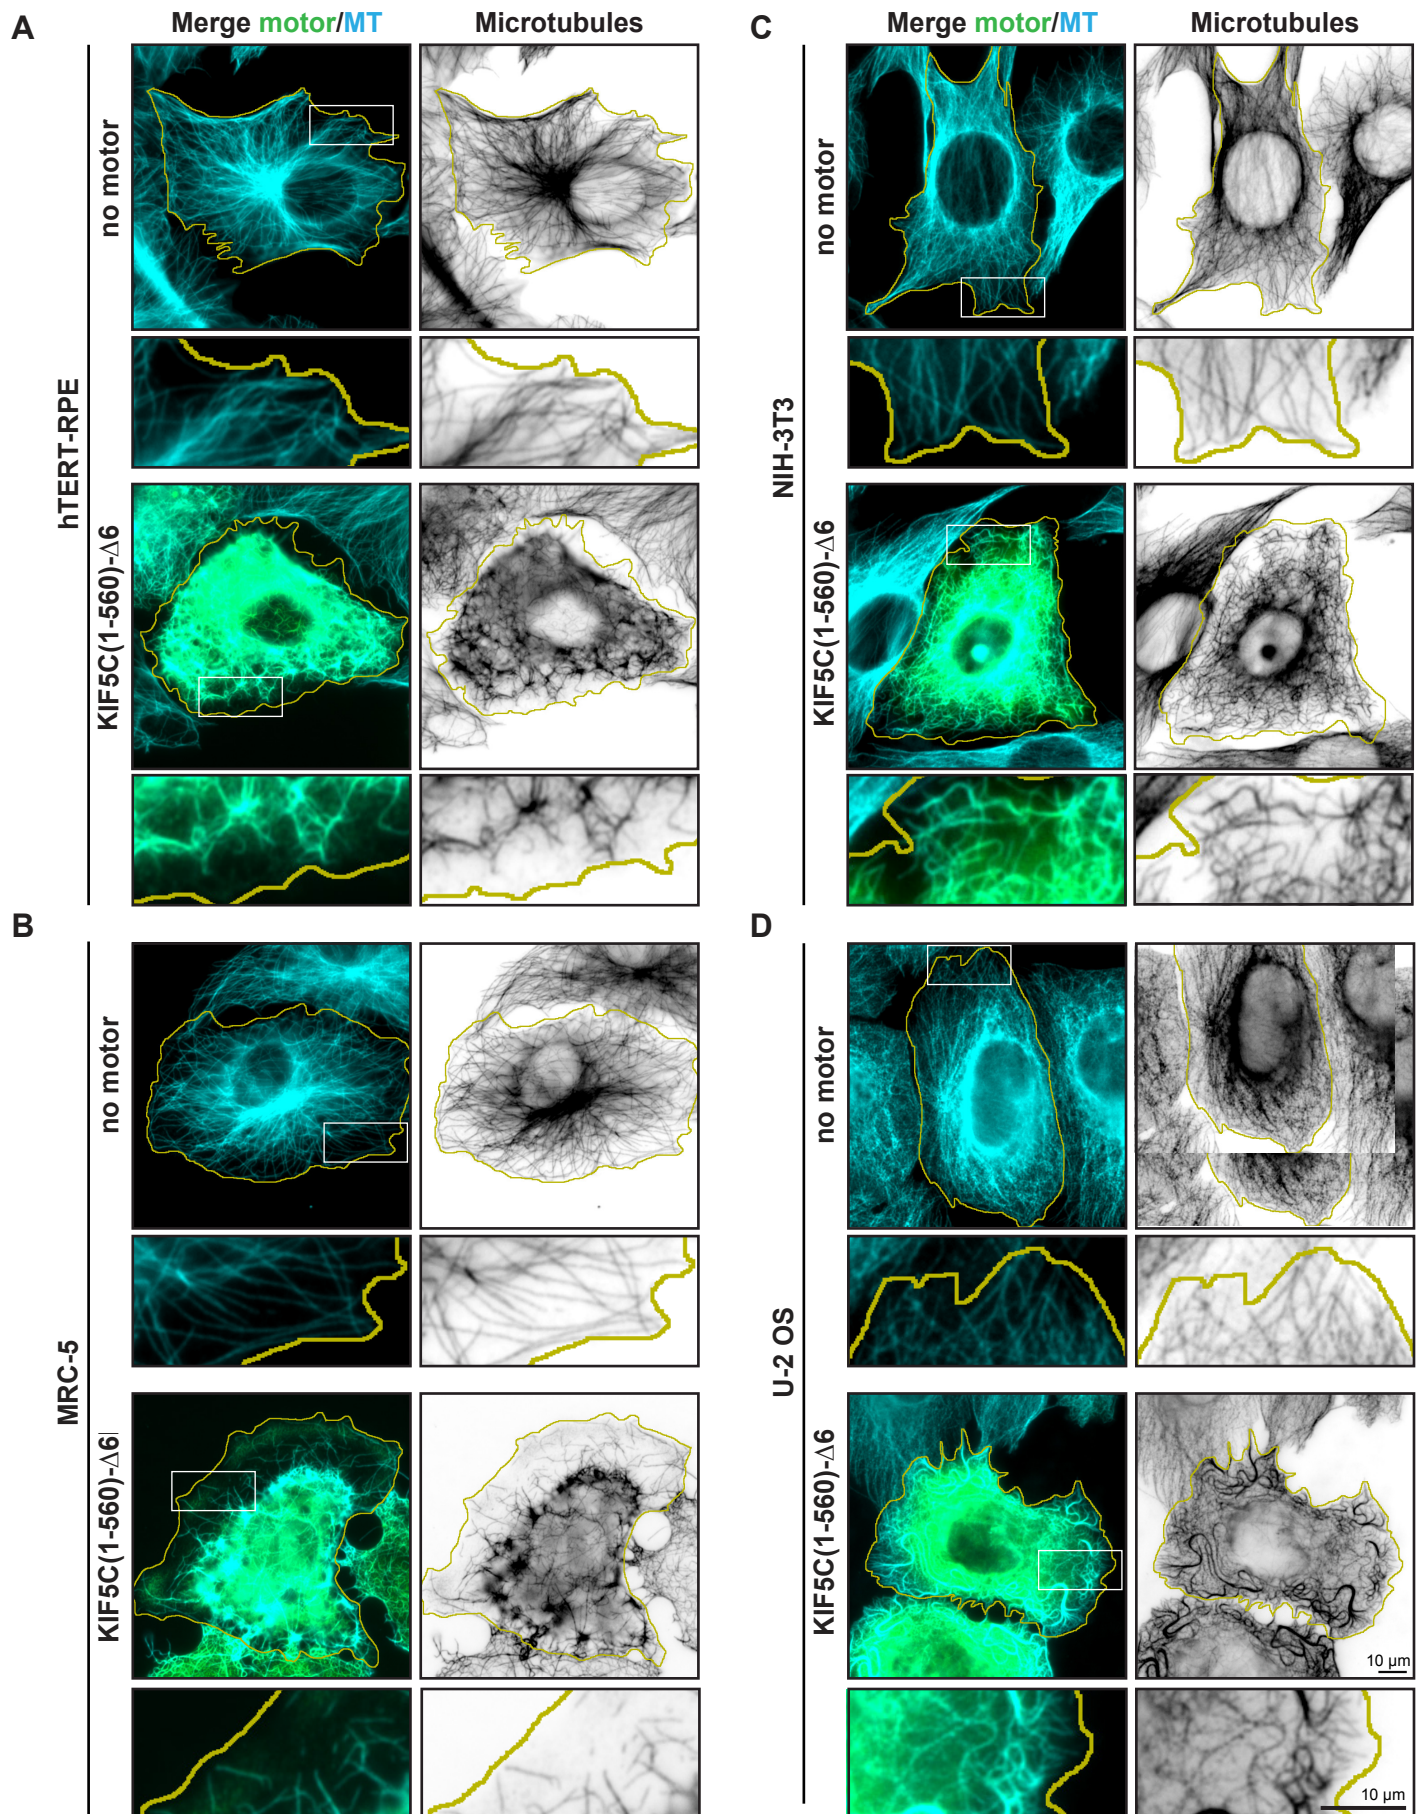 A
Merge motor/MT
Microtubules
hTERT-RPE
no motor
KIF5C(1-560)-Δ6
B
MRC-5
no motor
KIF5C(1-560)-Δ6
C
Merge motor/MT
Microtubules
NIH-3T3
no motor
KIF5C(1-560)-Δ6
D
U-2 OS
no motor
KIF5C(1-560)-Δ6
10 µm
10 µm